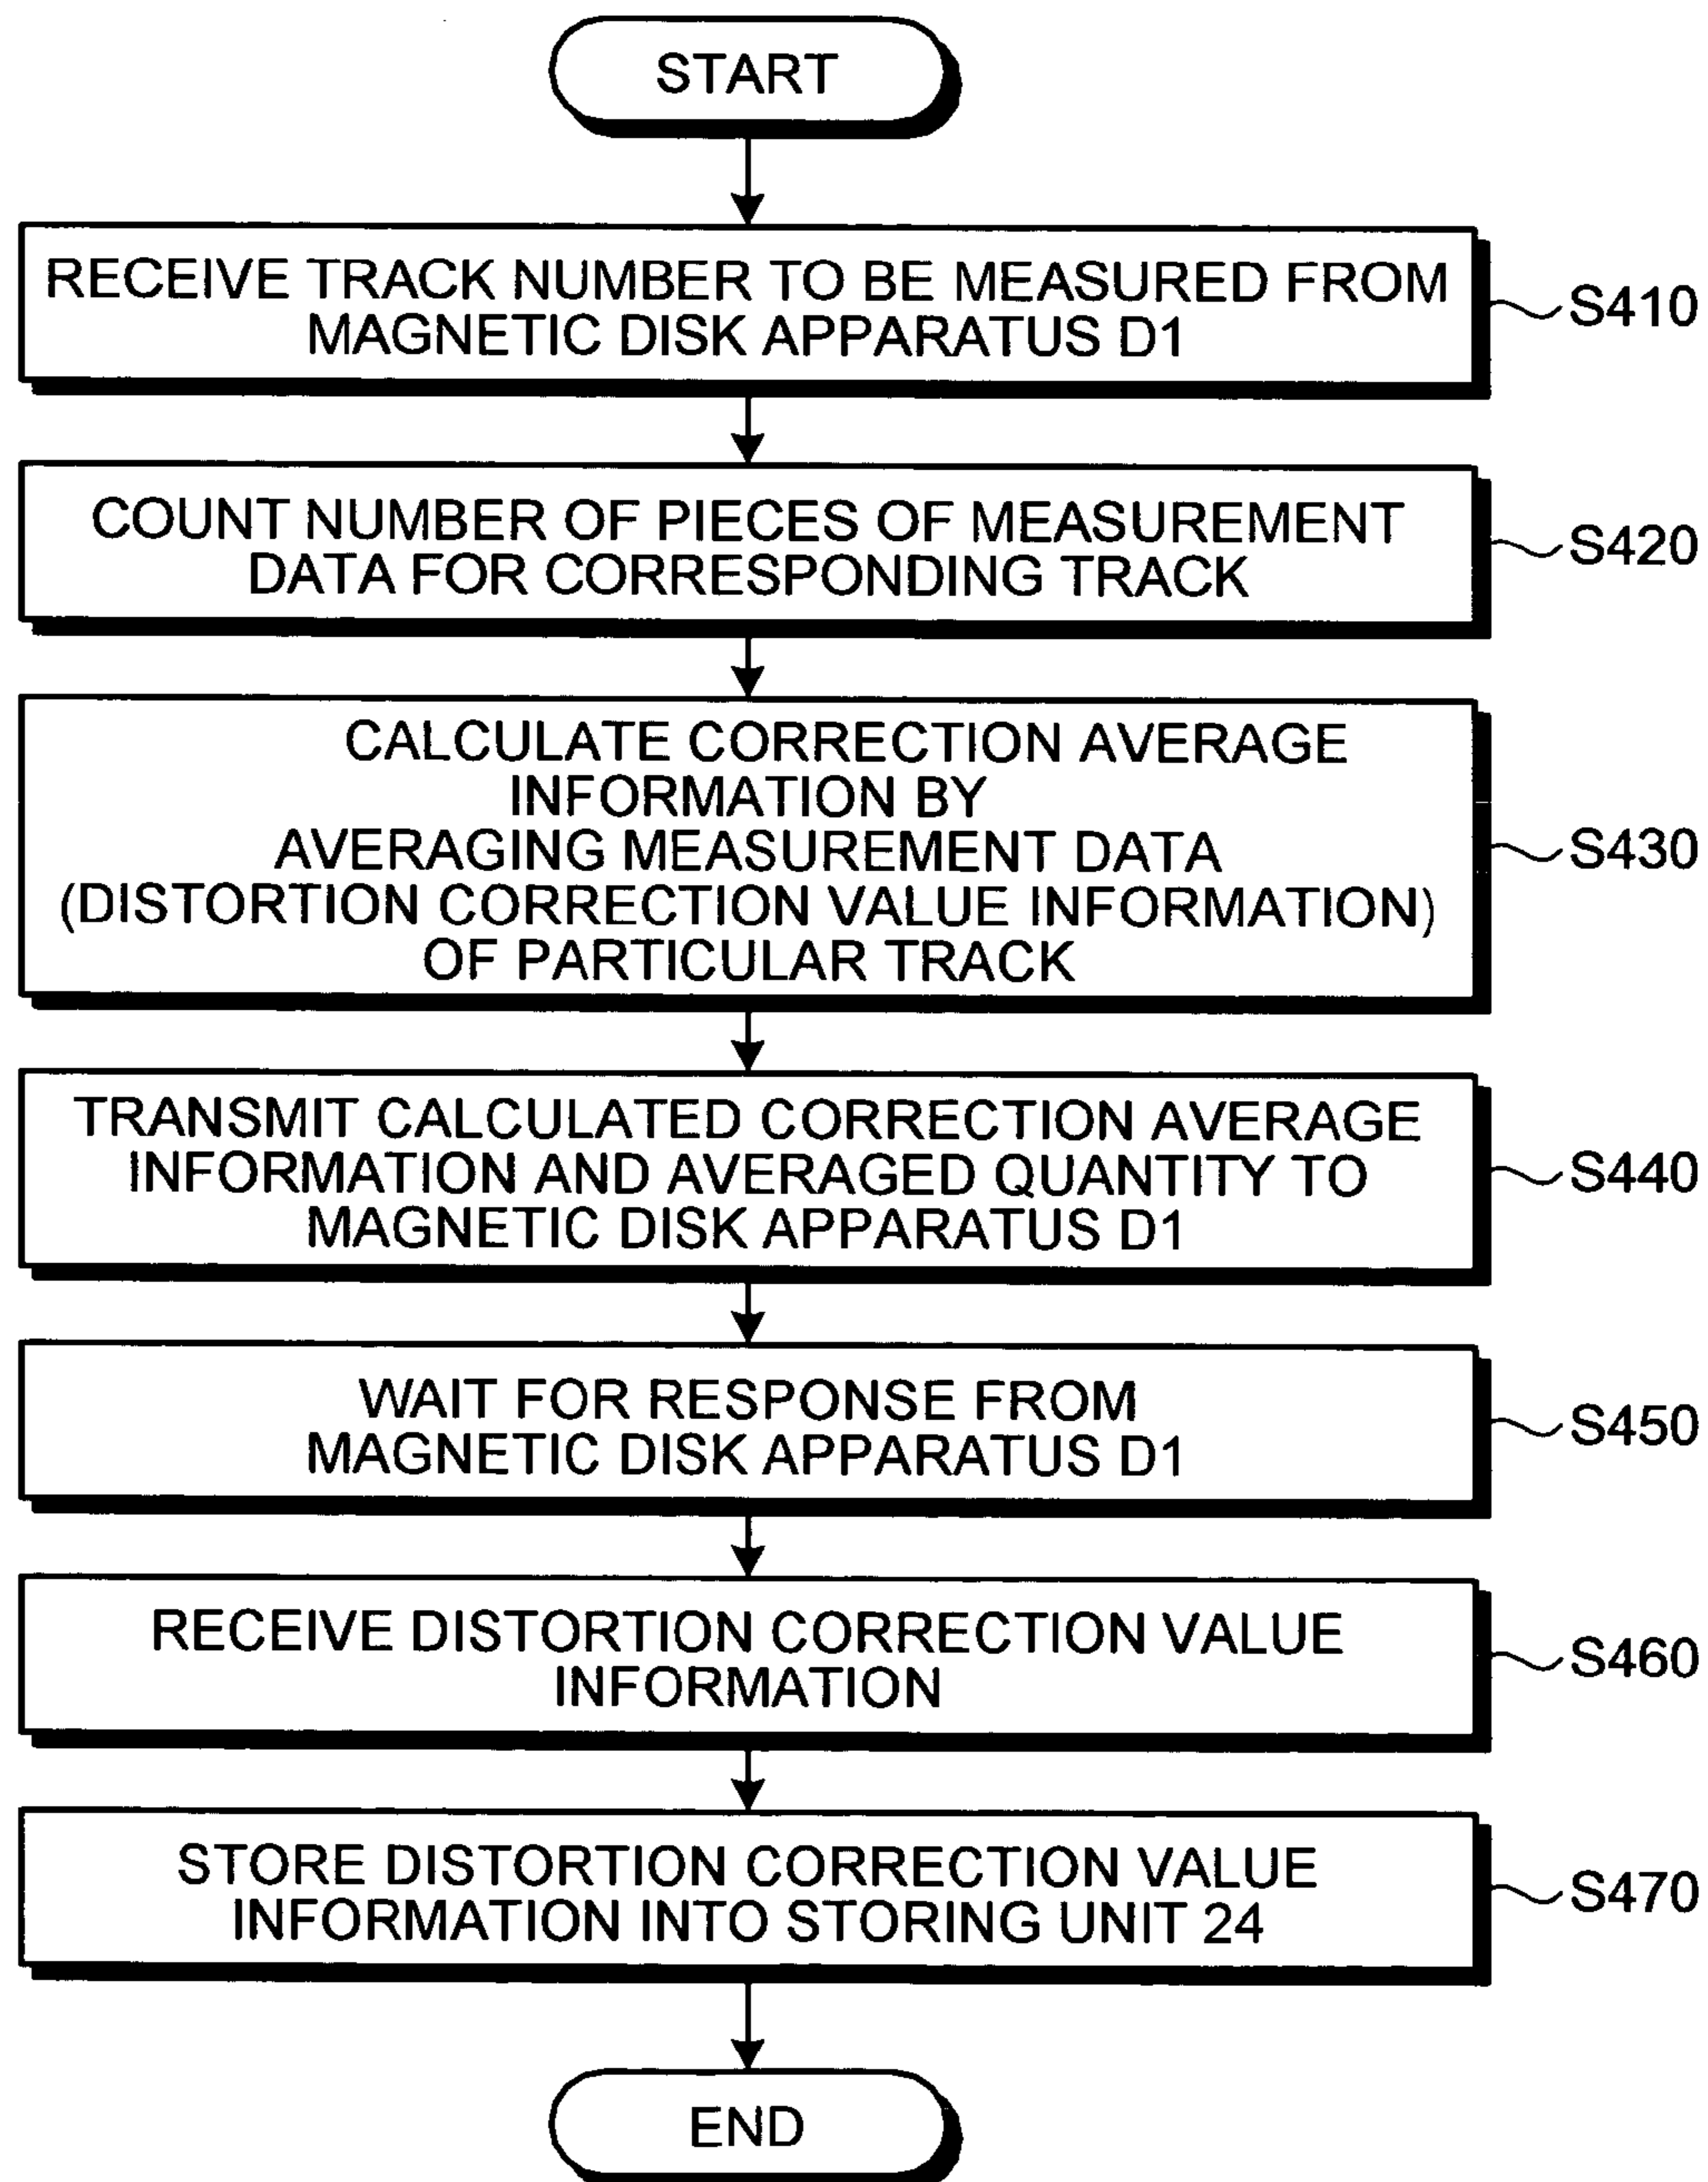 START
RECEIVE TRACK NUMBER TO BE MEASURED FROM
MAGNETIC DISK APPARATUS D1
S410
COUNT NUMBER OF PIECES OF MEASUREMENT
DATA FOR CORRESPONDING TRACK
S420
CALCULATE CORRECTION AVERAGE
INFORMATION BY
AVERAGING MEASUREMENT DATA
(DISTORTION CORRECTION VALUE INFORMATION)
OF PARTICULAR TRACK
S430
TRANSMIT CALCULATED CORRECTION AVERAGE
INFORMATION AND AVERAGED QUANTITY TO
MAGNETIC DISK APPARATUS D1
S440
WAIT FOR RESPONSE FROM
MAGNETIC DISK APPARATUS D1
S450
RECEIVE DISTORTION CORRECTION VALUE
INFORMATION
S460
STORE DISTORTION CORRECTION VALUE
INFORMATION INTO STORING UNIT 24
S470
END